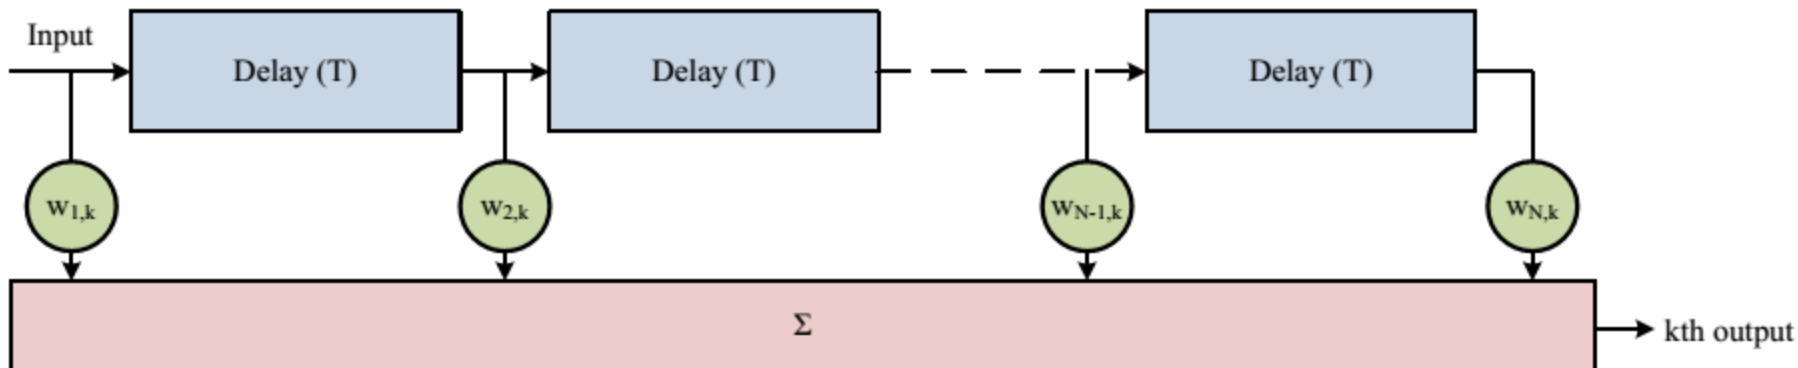 Input
Delay (T)
Delay (T)
Delay (T)
w1,k
w2,k
wN-1,k
wN,k
Σ
kth output